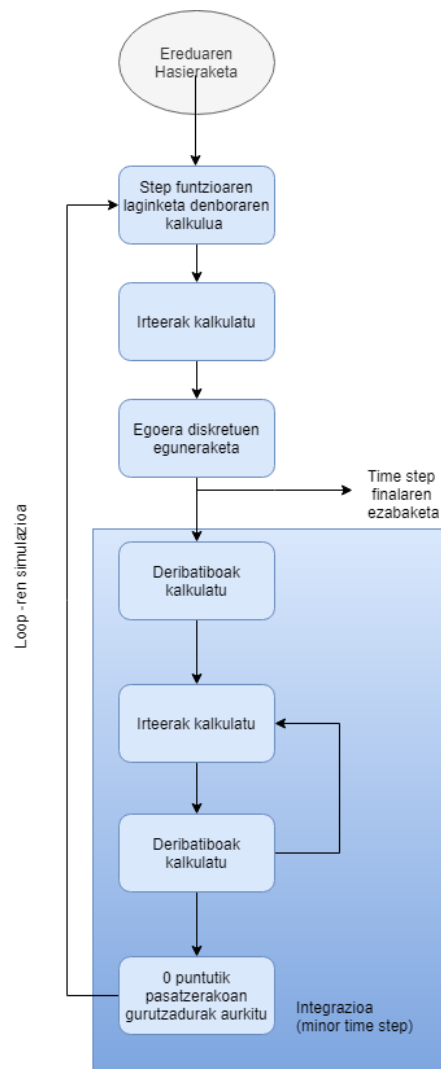 Ereduaren
Hasieraketa
Step funtzioaren
laginketa denboraren
kalkulua
Irteerak kalkulatu
Egoera diskretuen
eguneraketa
Time step
finalaren
ezabaketa
Loop -ren simulazioa
Deribatiboak
kalkulatu
Irteerak kalkulatu
Deribatiboak
kalkulatu
0 puntutik
pasatzerakoan
gurutzadurak aurkitu
Integrazioa
(minor time step)